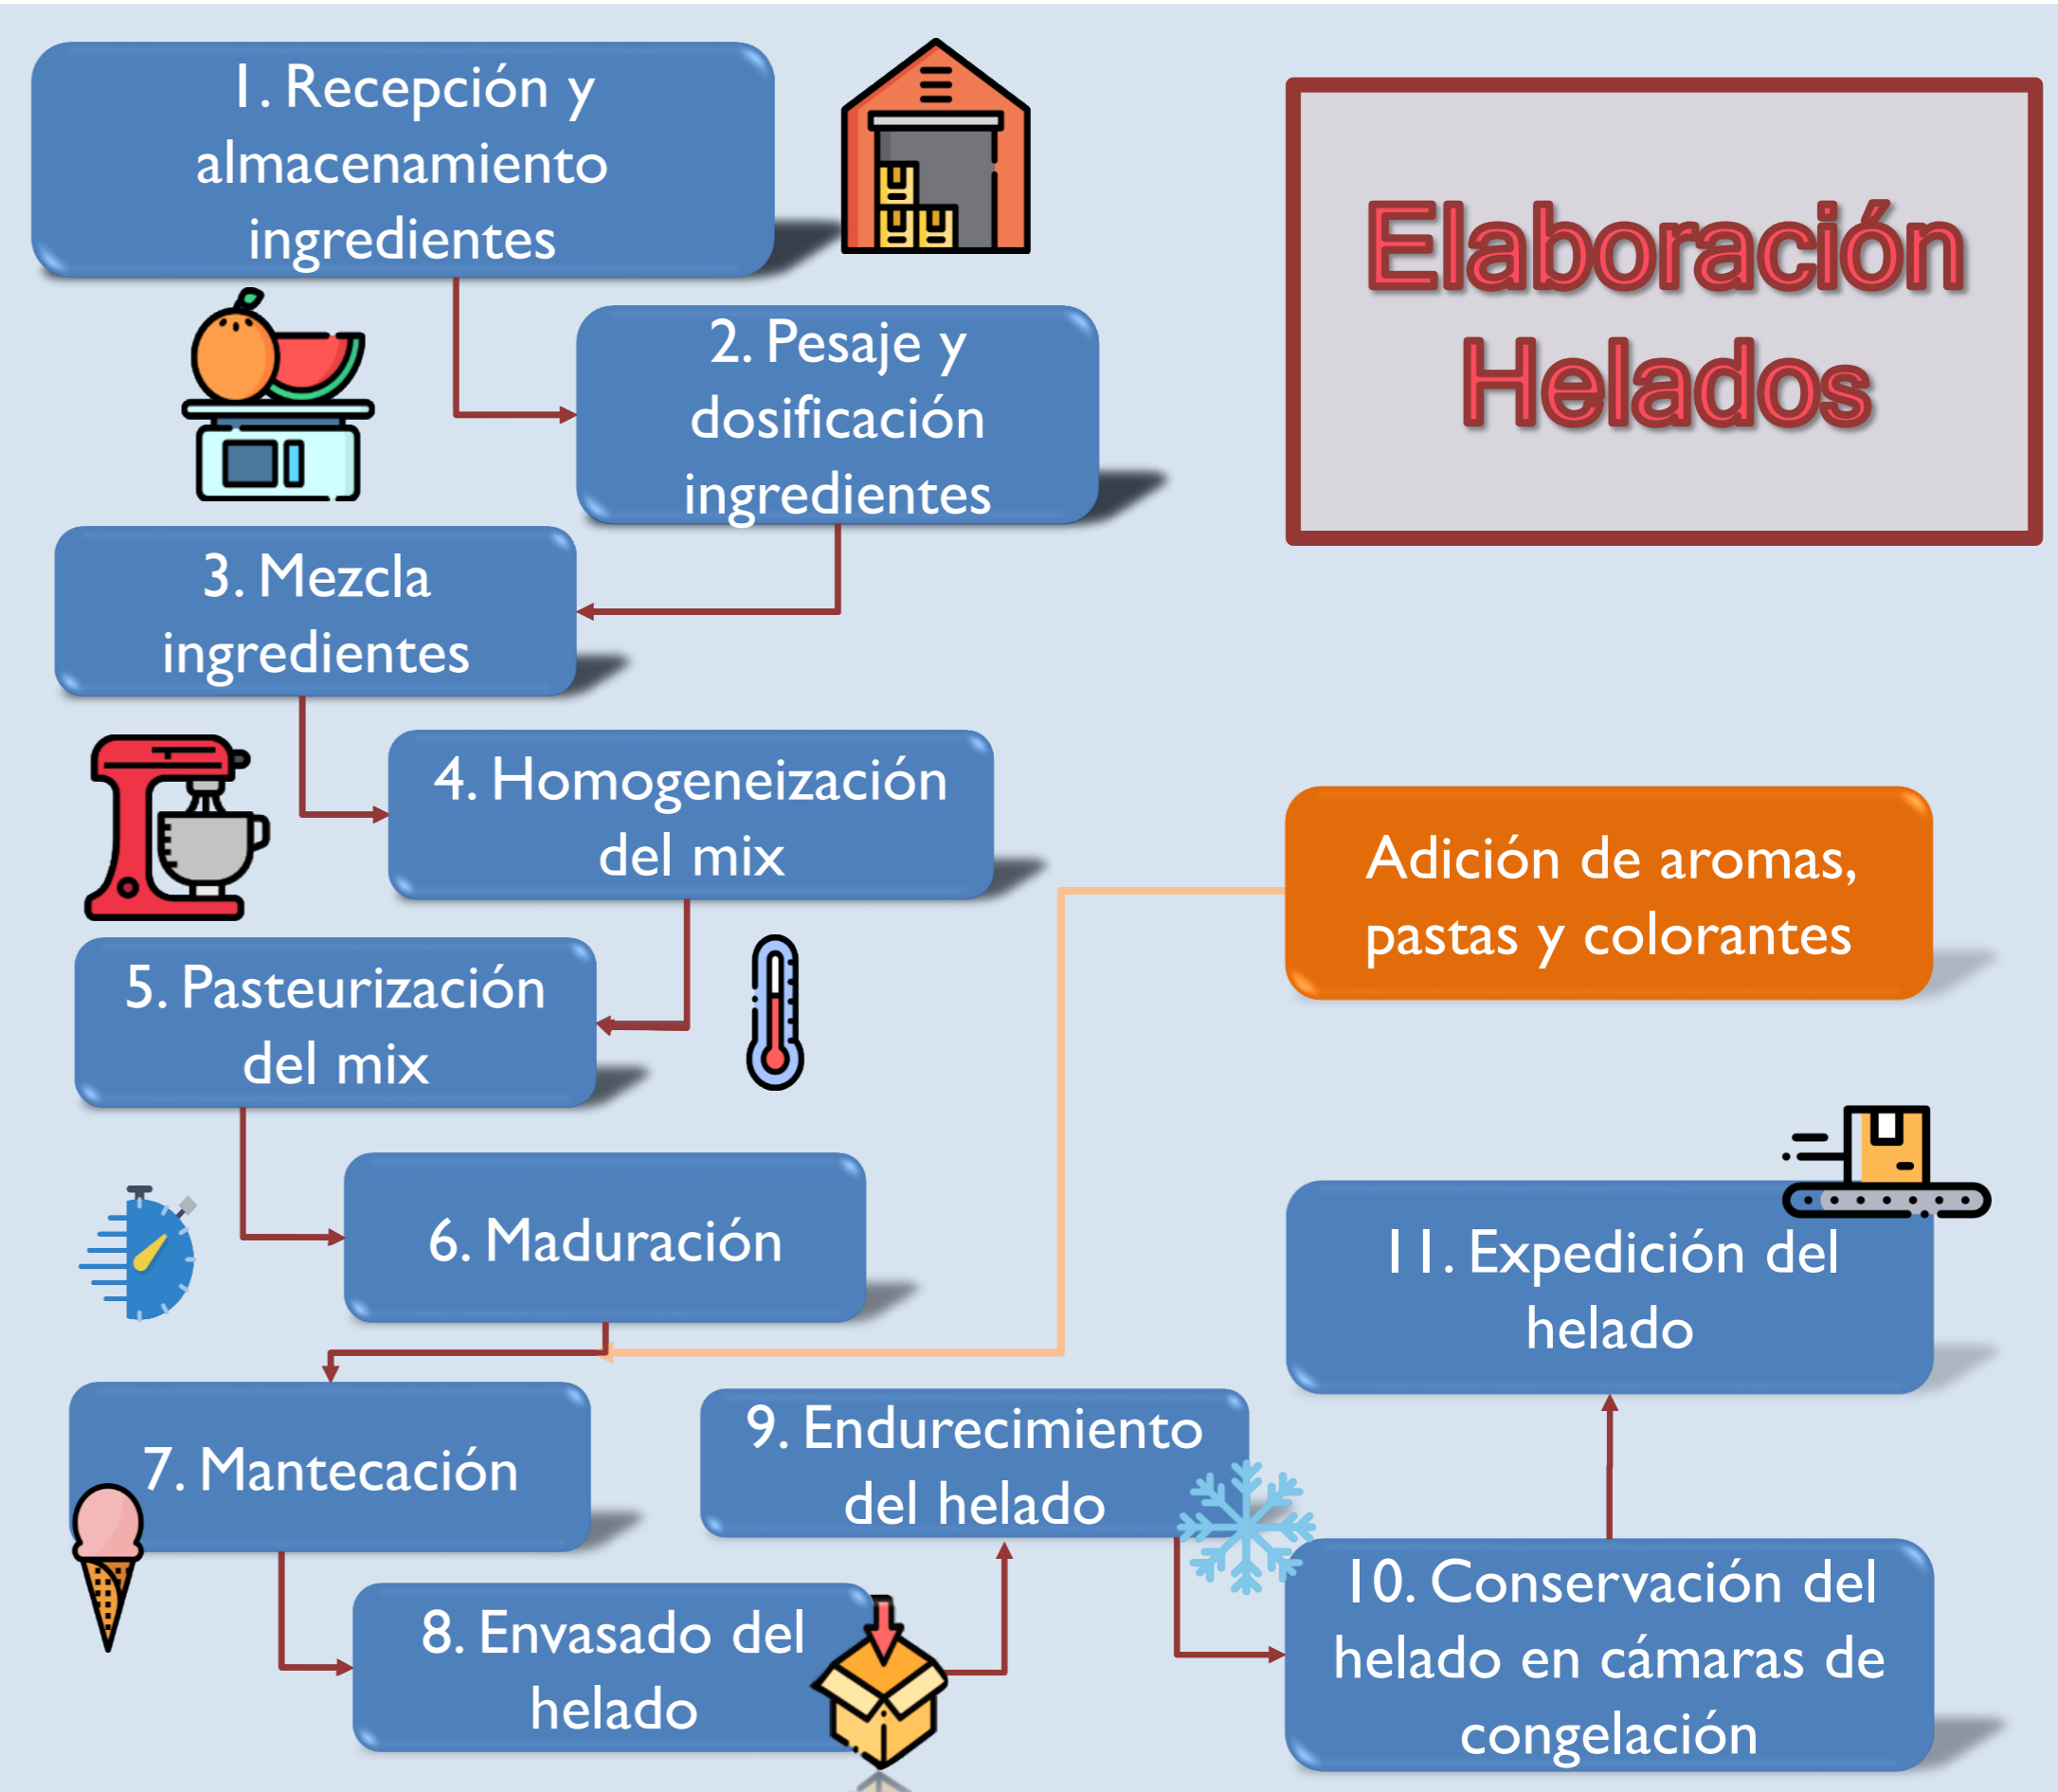 1. Recepción y
almacenamiento
ingredientes
Elaboración
Helados
2. Pesaje y
dosificación
ingredientes
3. Mezcla
ingredientes
4. Homogeneización
del mix
Adición de aromas,
pastas y colorantes
5. Pasteurización
del mix
6. Maduración
7. Mantecación
8. Envasado del
helado
9. Endurecimiento
del helado
10. Conservación del
helado en cámaras de
congelación
11. Expedición del
helado